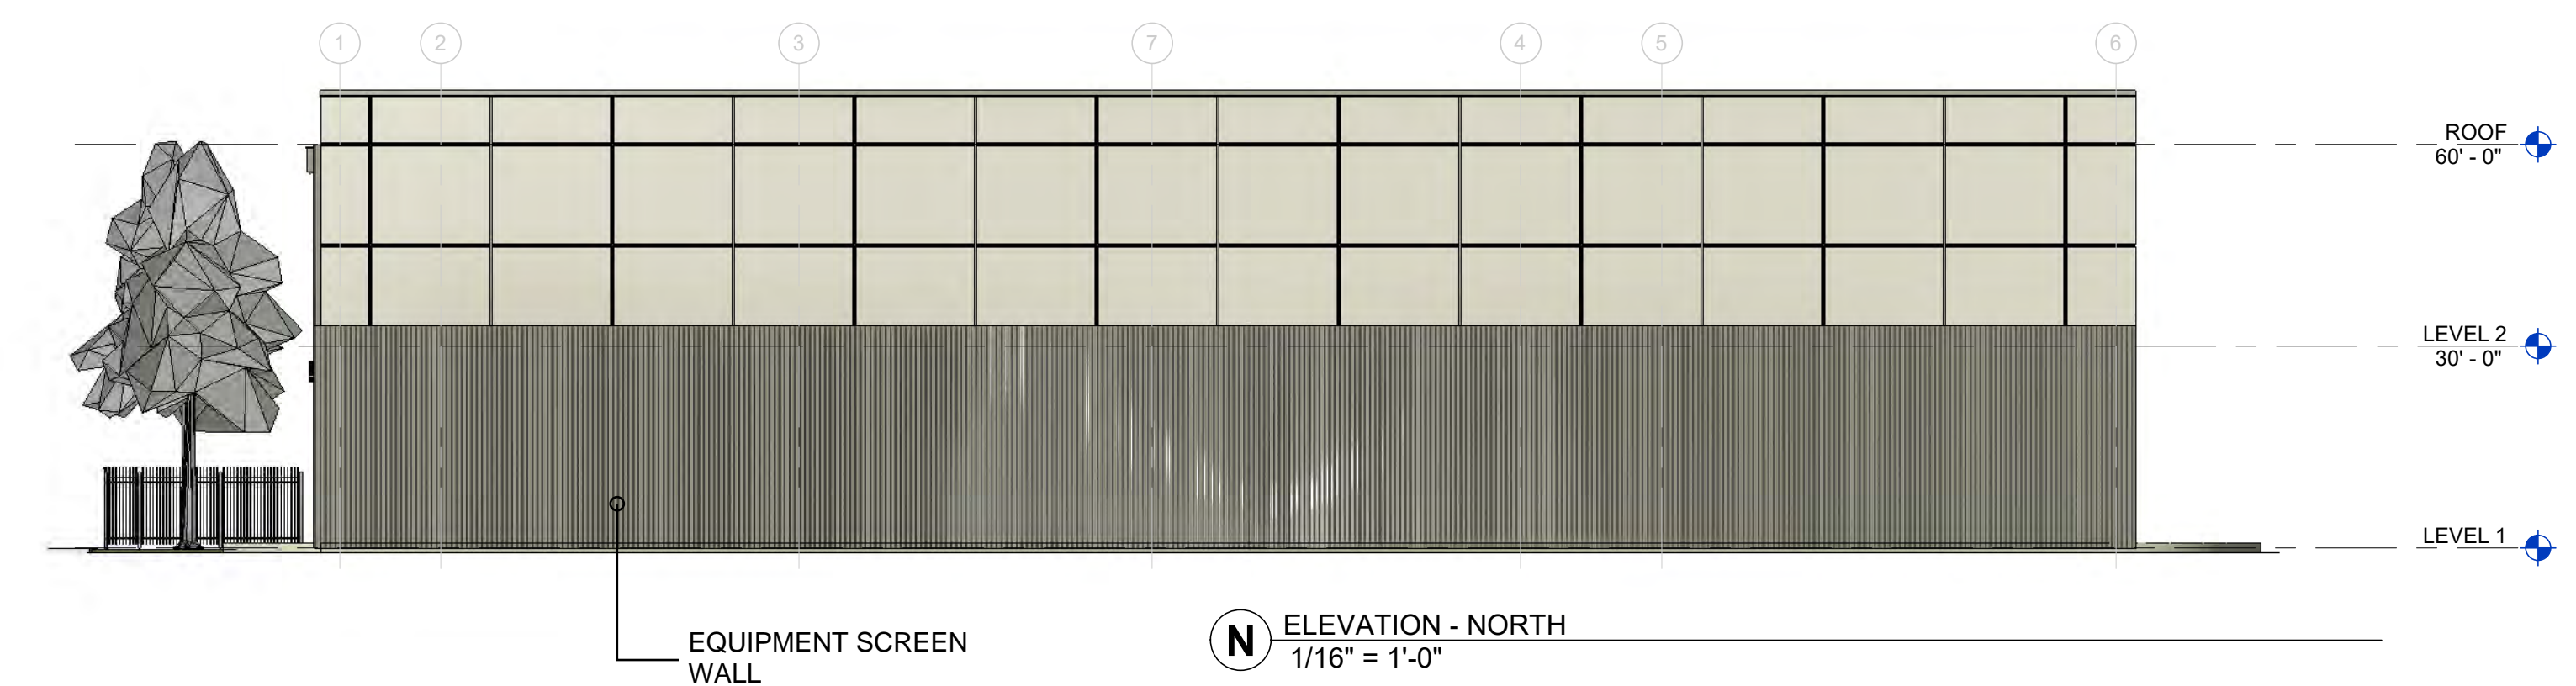 1 2 3 7 4 5 6
ROOF
60' - 0"
LEVEL 2
30' - 0"
LEVEL 1
EQUIPMENT SCREEN
WALL
N ELEVATION - NORTH
1/16" = 1'-0"